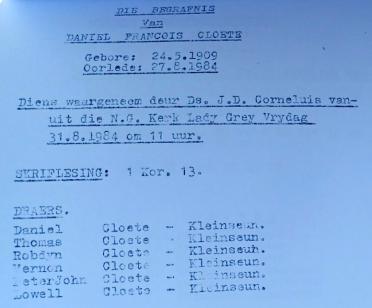 DIE BEGRAFNIS
Van
DANIEL FRANCOIS CLOETE
Gebore: 24.5.1909
Oorlede: 27.8.1984
Diens waargeneem deur Ds. J.D. Corneluis van-
uit die N.G. Kerk Lady Grey Vrydag
31.8.1984 om 11 uur.
SKRIFLESING: 1 Kor. 13.
DRAERS.
Daniel Cloete - Kleinseun.
Thomas Cloete - Kleinseun.
Robdyn Cloete - Kleinseun.
Vernon Cloete - Kleinseun.
PeterJohn Cloete - Kleinseun.
Lowell Cloete - Kleinseun.